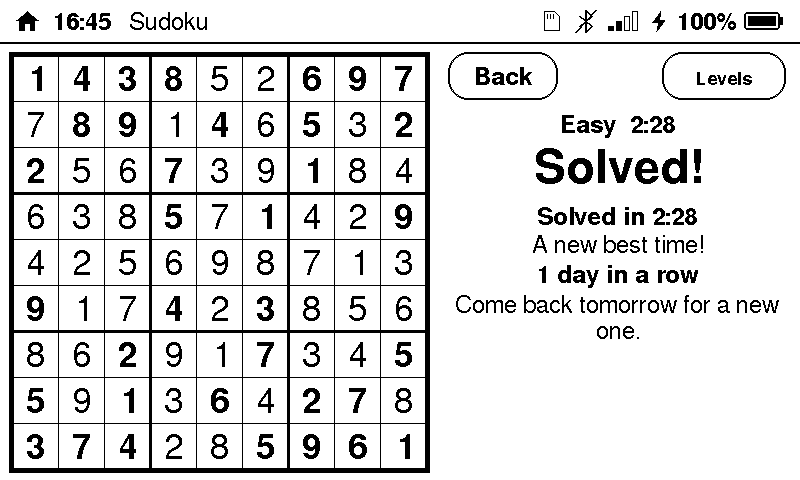 16:45 Sudoku 100%
1 4 3 8 5 2 6 9 7
7 8 9 1 4 6 5 3 2
2 5 6 7 3 9 1 8 4
6 3 8 5 7 1 4 2 9
4 2 5 6 9 8 7 1 3
9 1 7 4 2 3 8 5 6
8 6 2 9 1 7 3 4 5
5 9 1 3 6 4 2 7 8
3 7 4 2 8 5 9 6 1
Back Levels
Easy 2:28
Solved!
Solved in 2:28
A new best time!
1 day in a row
Come back tomorrow for a new
one.